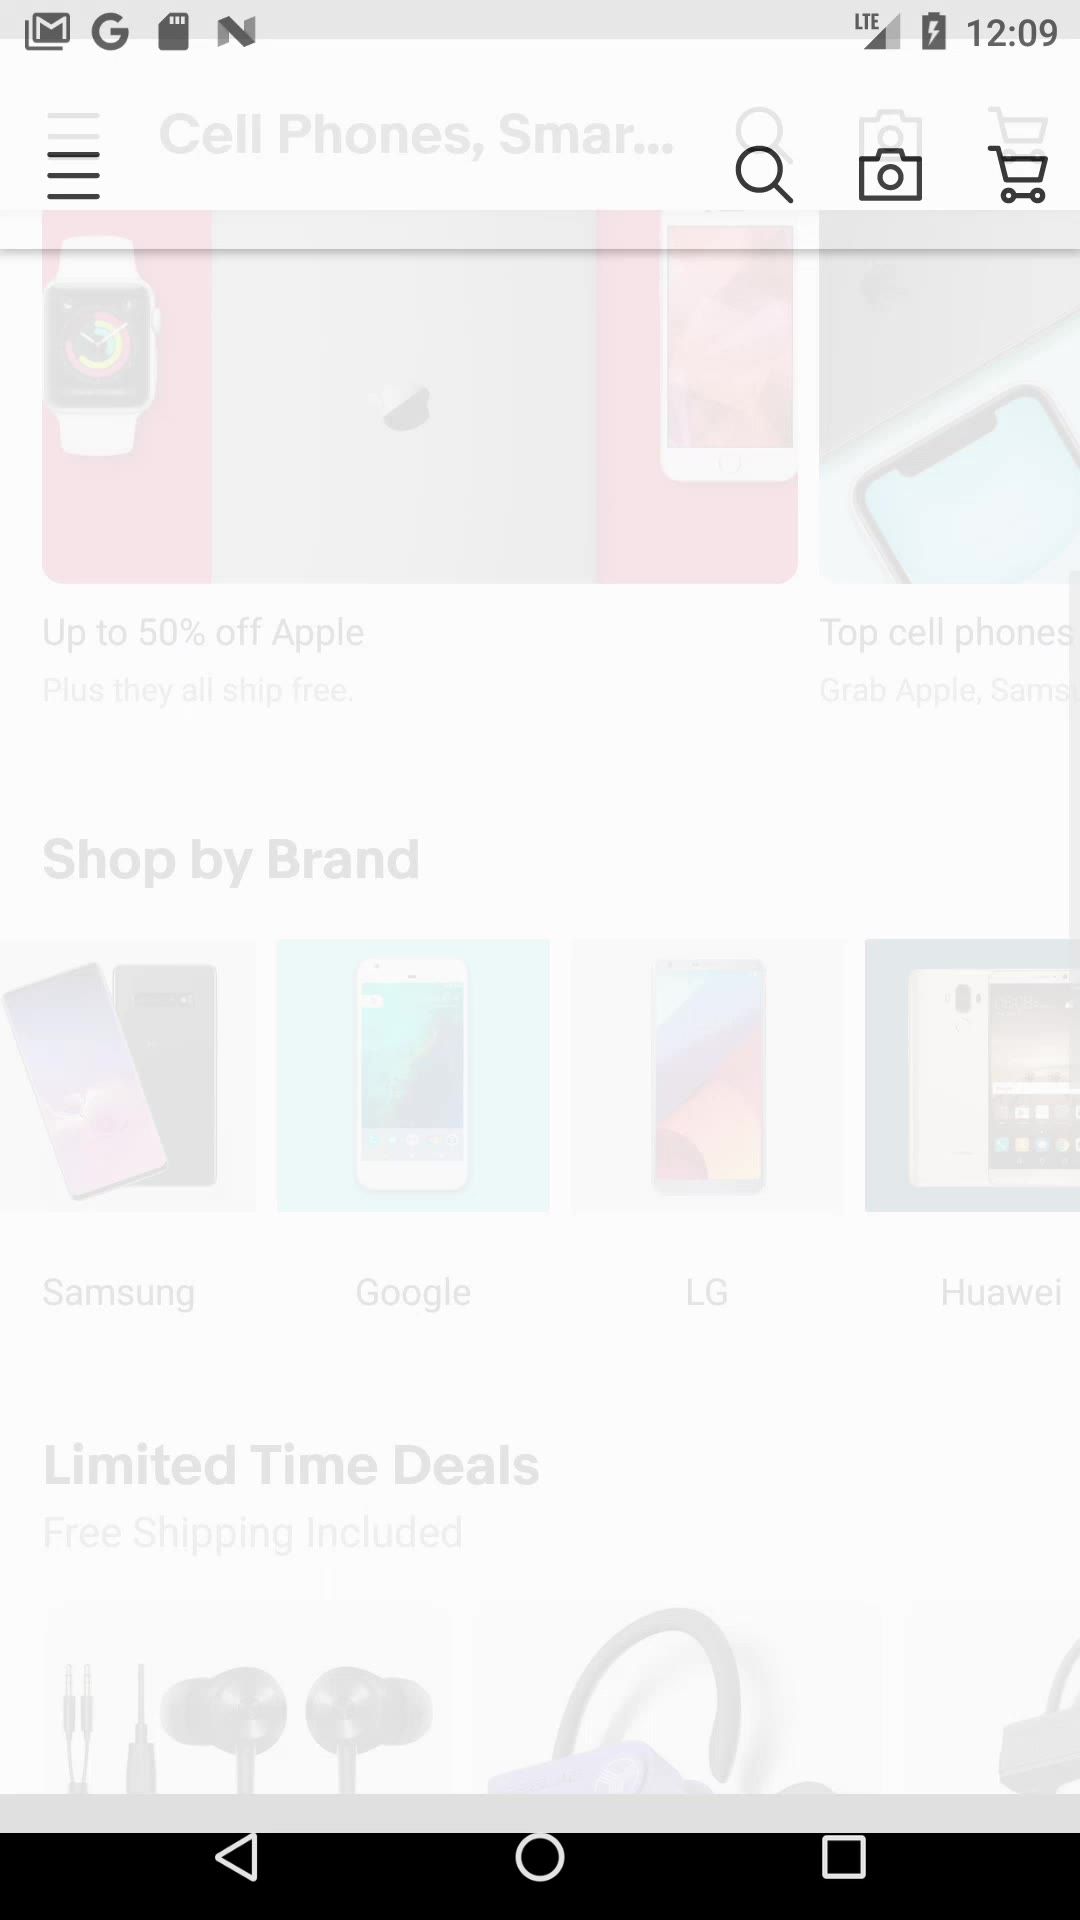 LTE 12:09
Cell Phones, Smar...
Up to 50% off Apple
Top cell phones
Plus they all ship free.
Grab Apple, Sams
Shop by Brand
Samsung
Google
LG
Huawei
Limited Time Deals
Free Shipping Included